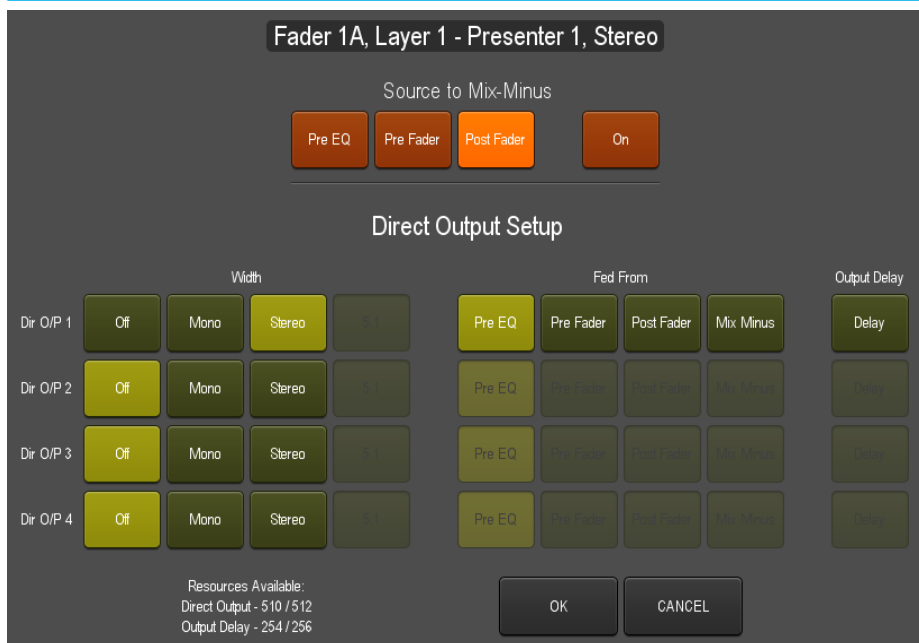 Fader 1A, Layer 1 - Presenter 1, Stereo
Source to Mix-Minus
Pre EQ Pre Fader Post Fader On
Direct Output Setup
Width Fed From Output Delay
Dir O/P 1 Off Mono Stereo 5.1 Pre EQ Pre Fader Post Fader Mix Minus Delay
Dir O/P 2 Off Mono Stereo 5.1 Pre EQ Pre Fader Post Fader Mix Minus Delay
Dir O/P 3 Off Mono Stereo 5.1 Pre EQ Pre Fader Post Fader Mix Minus Delay
Dir O/P 4 Off Mono Stereo 5.1 Pre EQ Pre Fader Post Fader Mix Minus Delay
Resources Available:
Direct Output - 510 / 512
Output Delay - 254 / 256
OK CANCEL